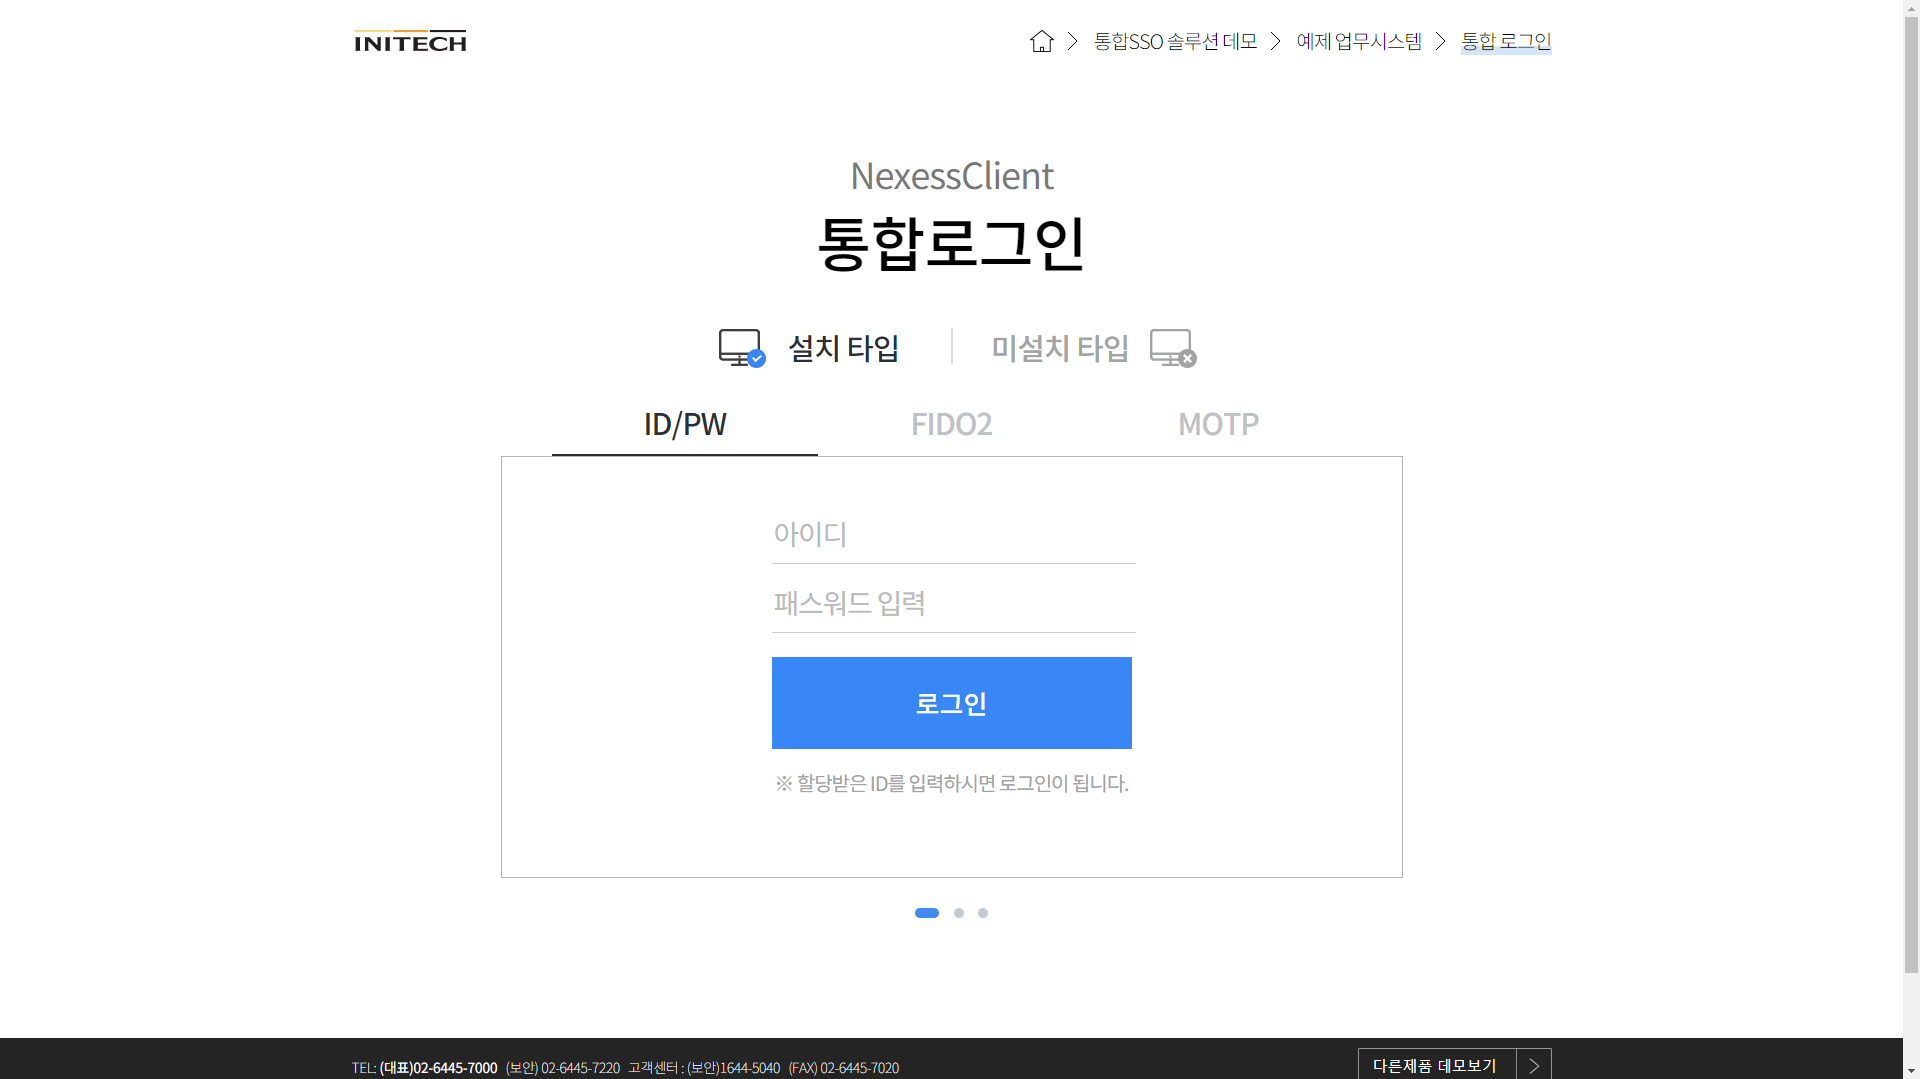 INITECH
통합SSO 솔루션 데모 예제 업무시스템 통합 로그인
NexessClient
통합로그인
설치 타입 미설치 타입
ID/PW FIDO2 MOTP
아이디
패스워드 입력
로그인
※ 할당받은 ID를 입력하시면 로그인이 됩니다.
TEL: (대표)02-6445-7000 (보안) 02-6445-7220 고객센터 : (보안)1644-5040 (FAX) 02-6445-7020
다른제품 데모보기